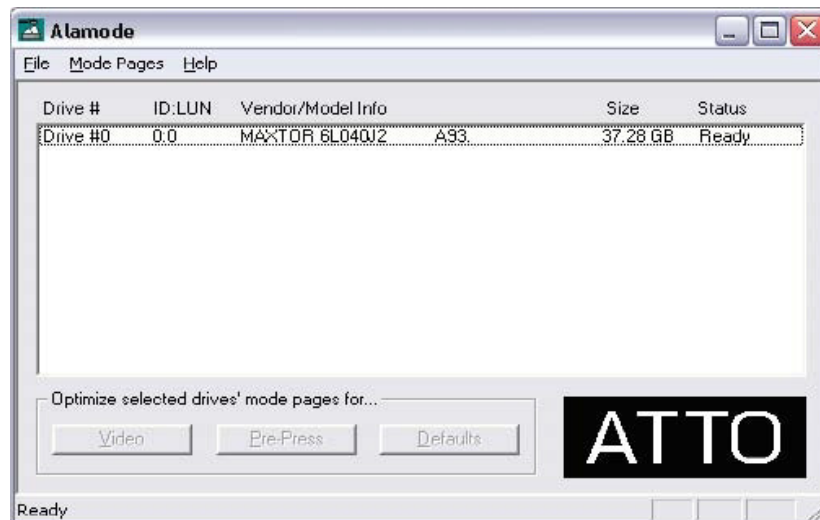 Alamode
File Mode Pages Help
Drive # ID:LUN Vendor/Model Info Size Status
Drive #0 0:0 MAXTOR 6L040J2 A93. 37.28 GB Ready
Optimize selected drives' mode pages for...
Video Pre-Press Defaults
ATTO
Ready